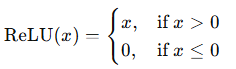 ReLU(x) = { x, if x > 0
0, if x ≤ 0